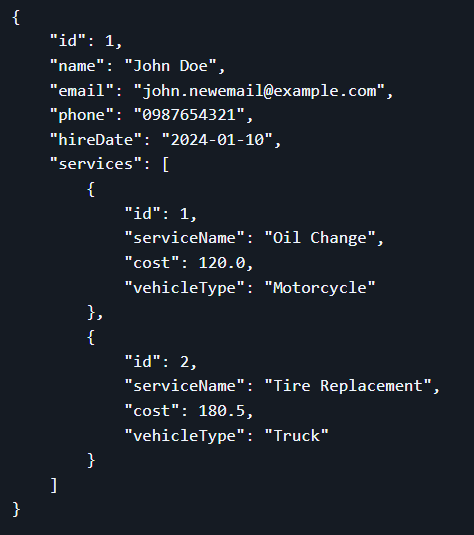 {
    "id": 1,
    "name": "John Doe",
    "email": "john.newemail@example.com",
    "phone": "0987654321",
    "hireDate": "2024-01-10",
    "services": [
        {
            "id": 1,
            "serviceName": "Oil Change",
            "cost": 120.0,
            "vehicleType": "Motorcycle"
        },
        {
            "id": 2,
            "serviceName": "Tire Replacement",
            "cost": 180.5,
            "vehicleType": "Truck"
        }
    ]
}